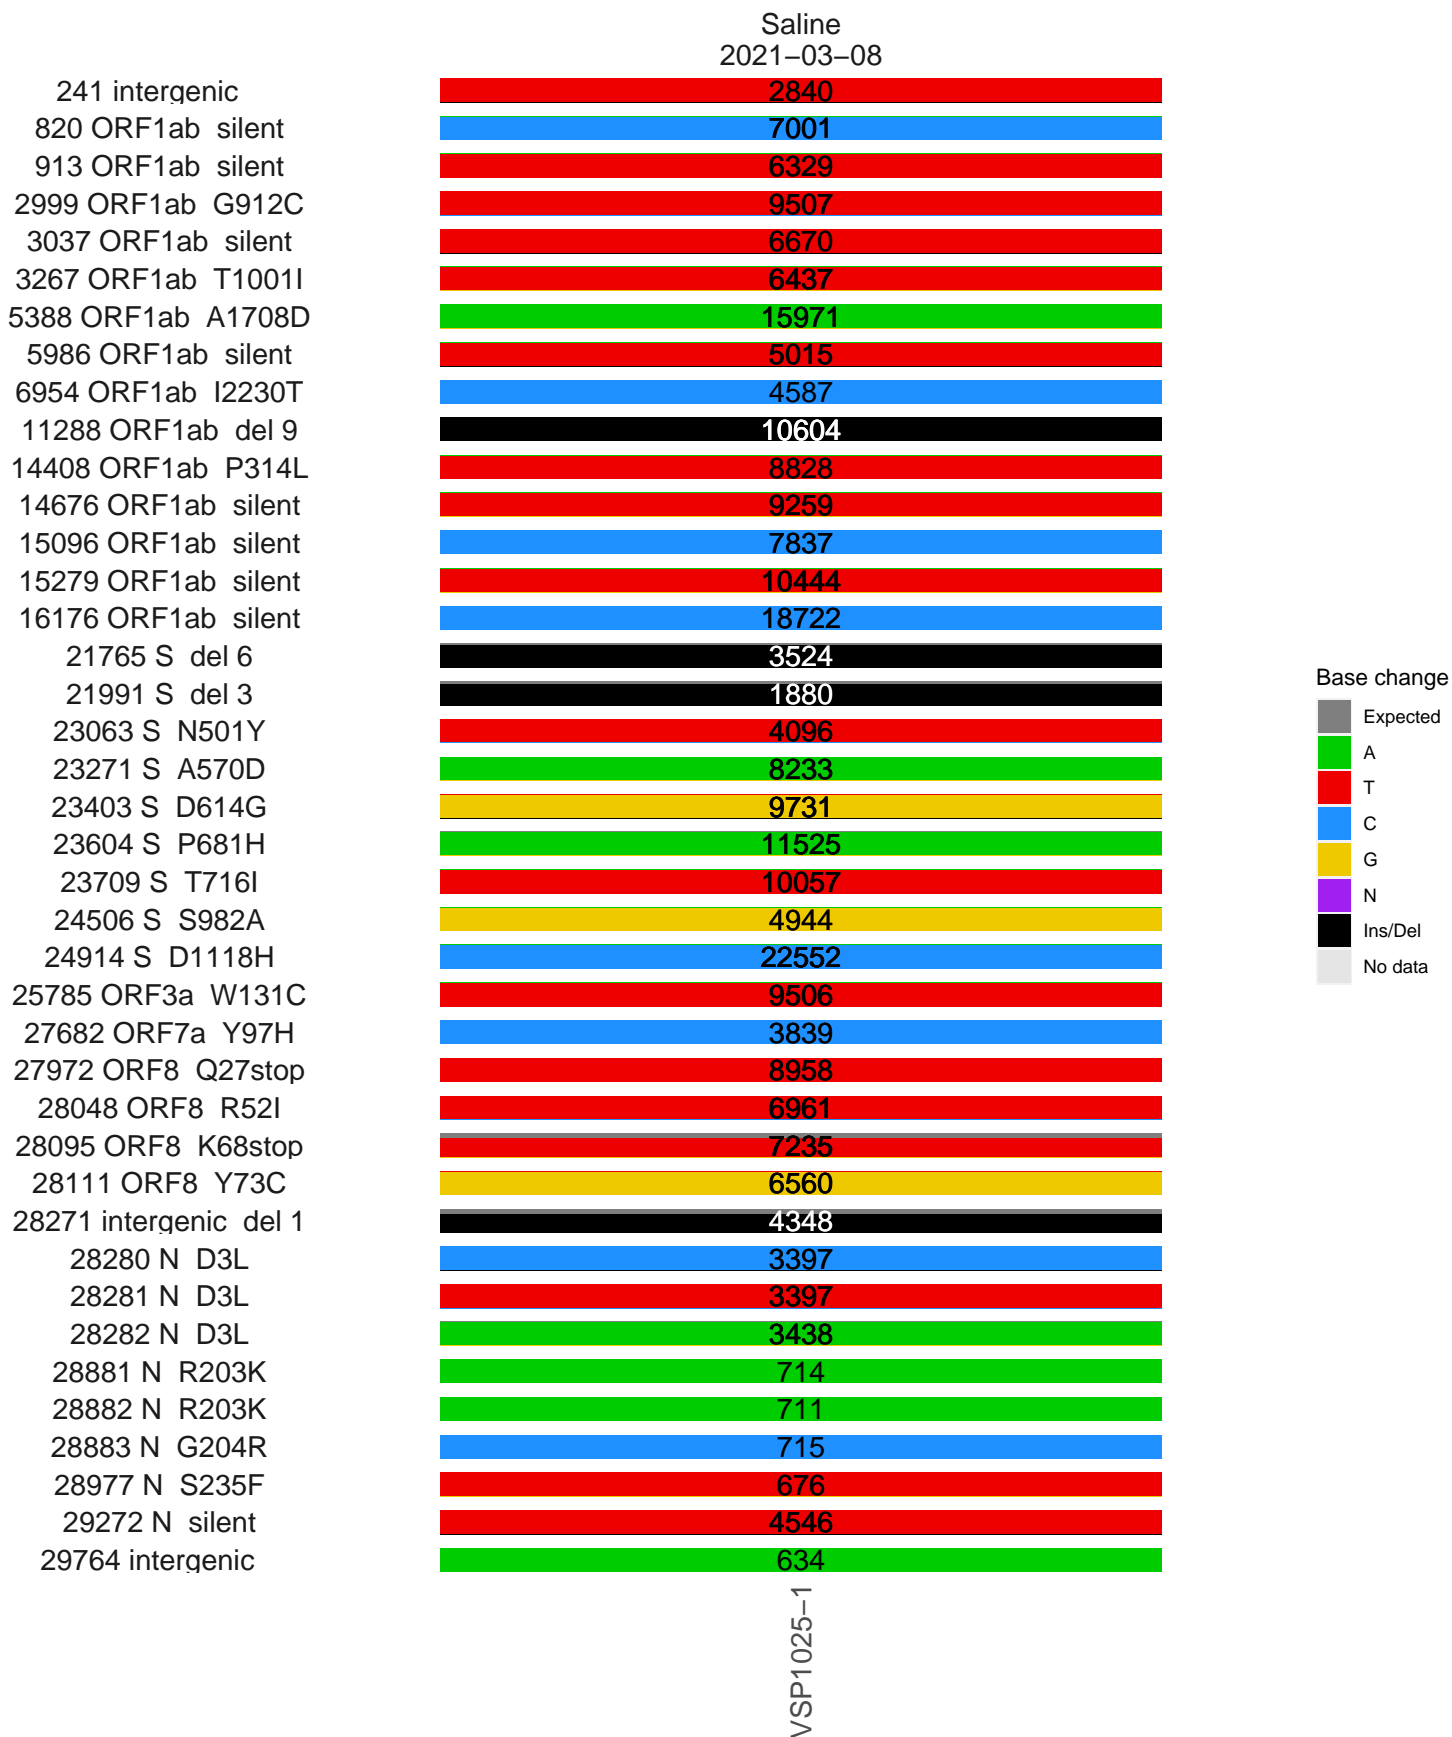 Saline
2021−03−08
241 intergenic 2840
820 ORF1ab silent 7001
913 ORF1ab silent 6329
2999 ORF1ab G912C 9507
3037 ORF1ab silent 6670
3267 ORF1ab T1001I 6437
5388 ORF1ab A1708D 15971
5986 ORF1ab silent 5015
6954 ORF1ab I2230T 4587
11288 ORF1ab del 9 10604
14408 ORF1ab P314L 8828
14676 ORF1ab silent 9259
15096 ORF1ab silent 7837
15279 ORF1ab silent 10444
16176 ORF1ab silent 18722
21765 S del 6 3524
21991 S del 3 1880
23063 S N501Y 4096
23271 S A570D 8233
23403 S D614G 9731
23604 S P681H 11525
23709 S T716I 10057
24506 S S982A 4944
24914 S D1118H 22552
25785 ORF3a W131C 9506
27682 ORF7a Y97H 3839
27972 ORF8 Q27stop 8958
28048 ORF8 R52I 6961
28095 ORF8 K68stop 7235
28111 ORF8 Y73C 6560
28271 intergenic del 1 4348
28280 N D3L 3397
28281 N D3L 3397
28282 N D3L 3438
28881 N R203K 714
28882 N R203K 711
28883 N G204R 715
28977 N S235F 676
29272 N silent 4546
29764 intergenic 634
VSP1025−1
Base change
Expected
A
T
C
G
N
Ins/Del
No data